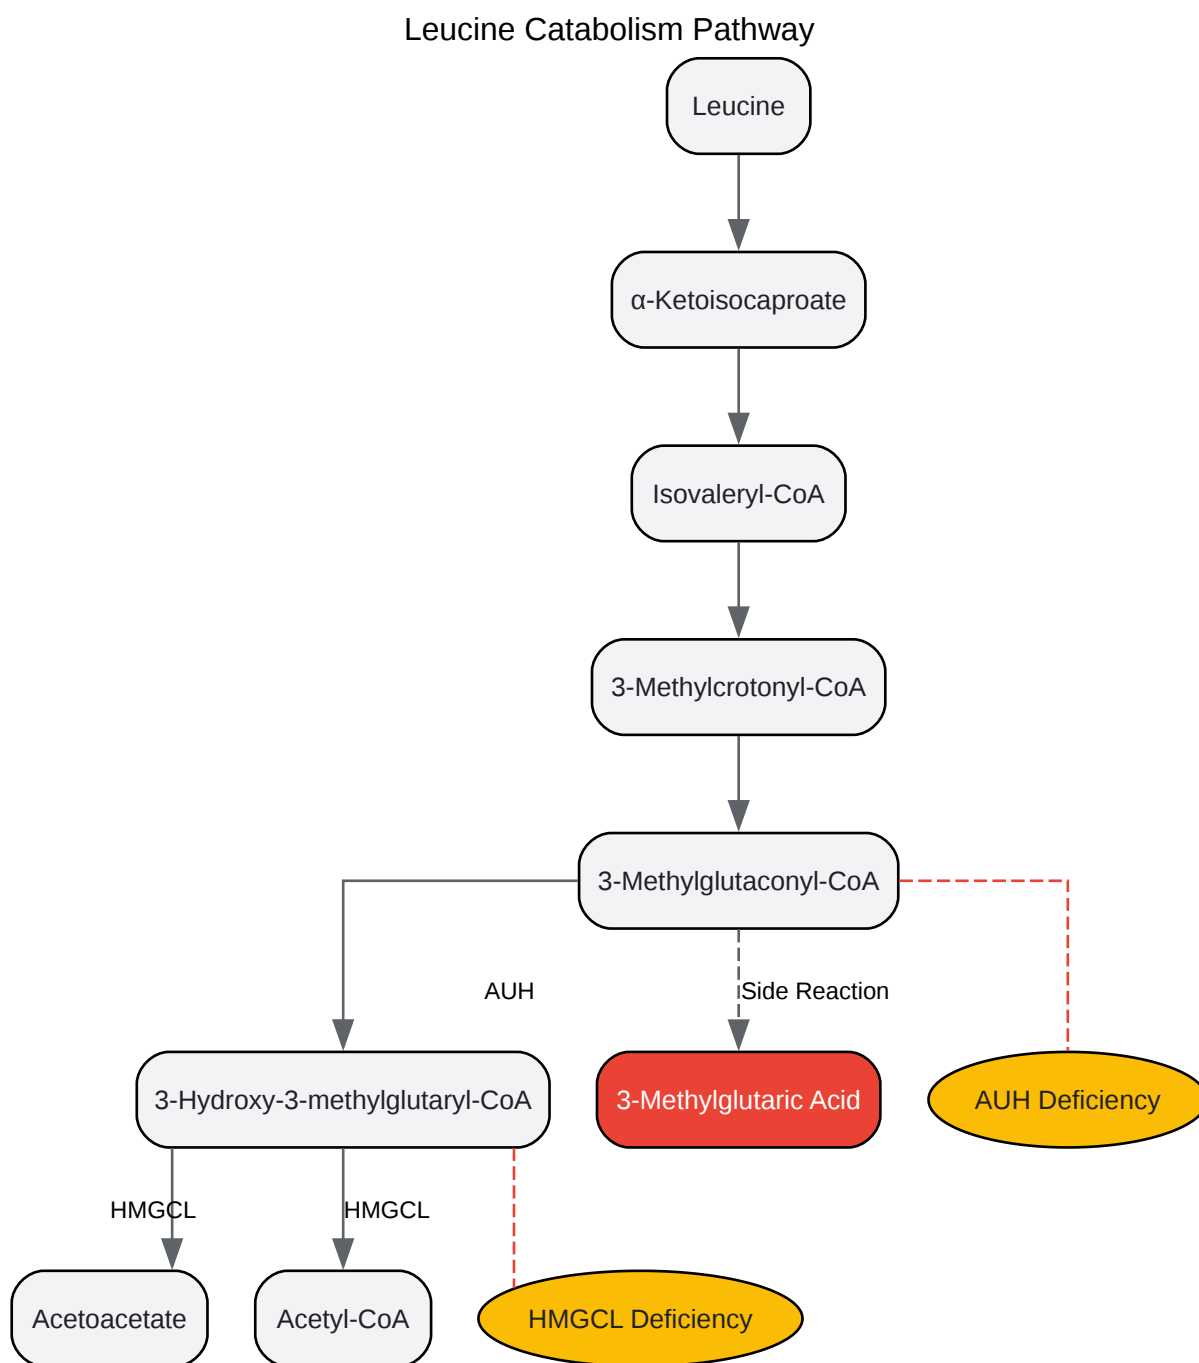 Leucine Catabolism Pathway
Leucine
α-Ketoisocaproate
Isovaleryl-CoA
3-Methylcrotonyl-CoA
3-Methylglutaconyl-CoA
AUH
Side Reaction
3-Hydroxy-3-methylglutaryl-CoA
3-Methylglutaric Acid
AUH Deficiency
HMGCL
HMGCL
Acetoacetate
Acetyl-CoA
HMGCL Deficiency